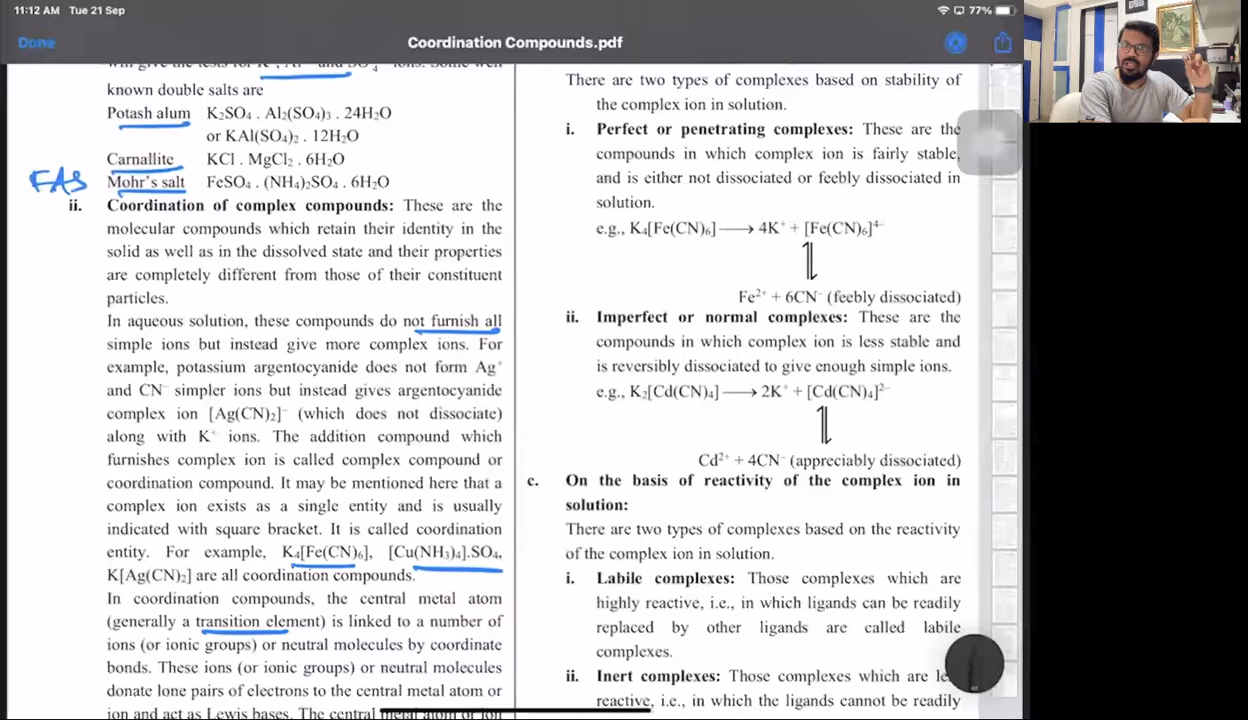 11:12 AM Tue 21 Sep
77%
Done
Coordination Compounds.pdf
will give the tests for K⁺, Al³⁺ and SO₄²⁻ ions. Some well
known double salts are
Potash alum K₂SO₄ . Al₂(SO₄)₃ . 24H₂O
or KAl(SO₄)₂ . 12H₂O
Carnallite KCl . MgCl₂ . 6H₂O
FAS Mohr's salt FeSO₄ . (NH₄)₂SO₄ . 6H₂O
ii. Coordination of complex compounds: These are the
molecular compounds which retain their identity in the
solid as well as in the dissolved state and their properties
are completely different from those of their constituent
particles.
In aqueous solution, these compounds do not furnish all
simple ions but instead give more complex ions. For
example, potassium argentocyanide does not form Ag⁺
and CN⁻ simpler ions but instead gives argentocyanide
complex ion [Ag(CN)₂]⁻ (which does not dissociate)
along with K⁺ ions. The addition compound which
furnishes complex ion is called complex compound or
coordination compound. It may be mentioned here that a
complex ion exists as a single entity and is usually
indicated with square bracket. It is called coordination
entity. For example, K₄[Fe(CN)₆], [Cu(NH₃)₄].SO₄,
K[Ag(CN)₂] are all coordination compounds.
In coordination compounds, the central metal atom
(generally a transition element) is linked to a number of
ions (or ionic groups) or neutral molecules by coordinate
bonds. These ions (or ionic groups) or neutral molecules
donate lone pairs of electrons to the central metal atom or
ion and act as Lewis bases. The central metal atom or ion
There are two types of complexes based on stability of
the complex ion in solution.
i. Perfect or penetrating complexes: These are the
compounds in which complex ion is fairly stable,
and is either not dissociated or feebly dissociated in
solution.
e.g., K₄[Fe(CN)₆] ⟶ 4K⁺ + [Fe(CN)₆]⁴⁻
⥮
Fe²⁺ + 6CN⁻ (feebly dissociated)
ii. Imperfect or normal complexes: These are the
compounds in which complex ion is less stable and
is reversibly dissociated to give enough simple ions.
e.g., K₂[Cd(CN)₄] ⟶ 2K⁺ + [Cd(CN)₄]²⁻
⥮
Cd²⁺ + 4CN⁻ (appreciably dissociated)
c. On the basis of reactivity of the complex ion in
solution:
There are two types of complexes based on the reactivity
of the complex ion in solution.
i. Labile complexes: Those complexes which are
highly reactive, i.e., in which ligands can be readily
replaced by other ligands are called labile
complexes.
ii. Inert complexes: Those complexes which are le
reactive, i.e., in which the ligands cannot be readily